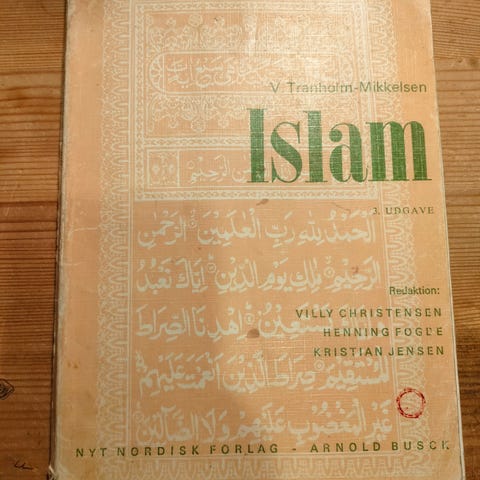 V. Tranholm-Mikkelsen
Islam
3. UDGAVE
الحمد لله رب العلمين الرحمن
الرحيم ملك يوم الدين إياك نعبد
نستعين اهدنا الصراط
المستقيم صراط الذين أنعمت عليهم
غير المغضوب عليهم ولا الضالين
Redaktion:
VILLY CHRISTENSEN
HENNING FOGDE
KRISTIAN JENSEN
NYT NORDISK FORLAG - ARNOLD BUSCK